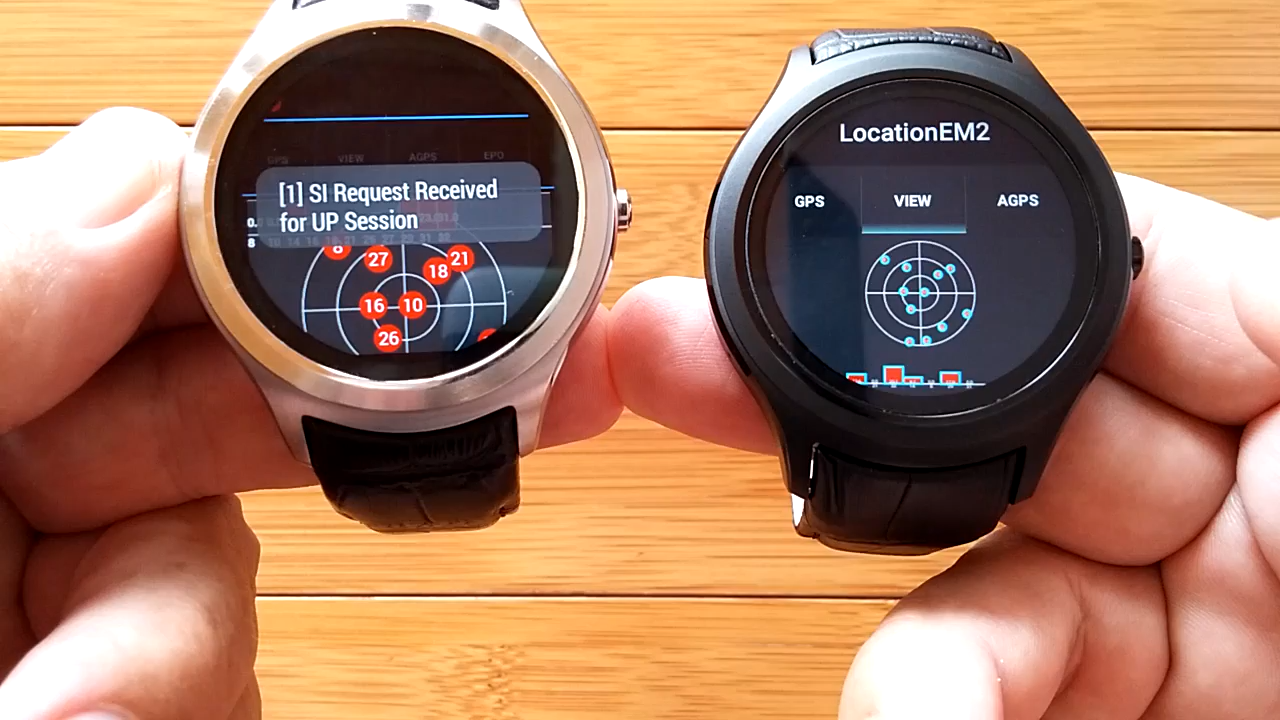 GPS VIEW AGPS EPO
[1] SI Request Received
for UP Session
8
27
21
18
16
10
26
LocationEM2
GPS VIEW AGPS